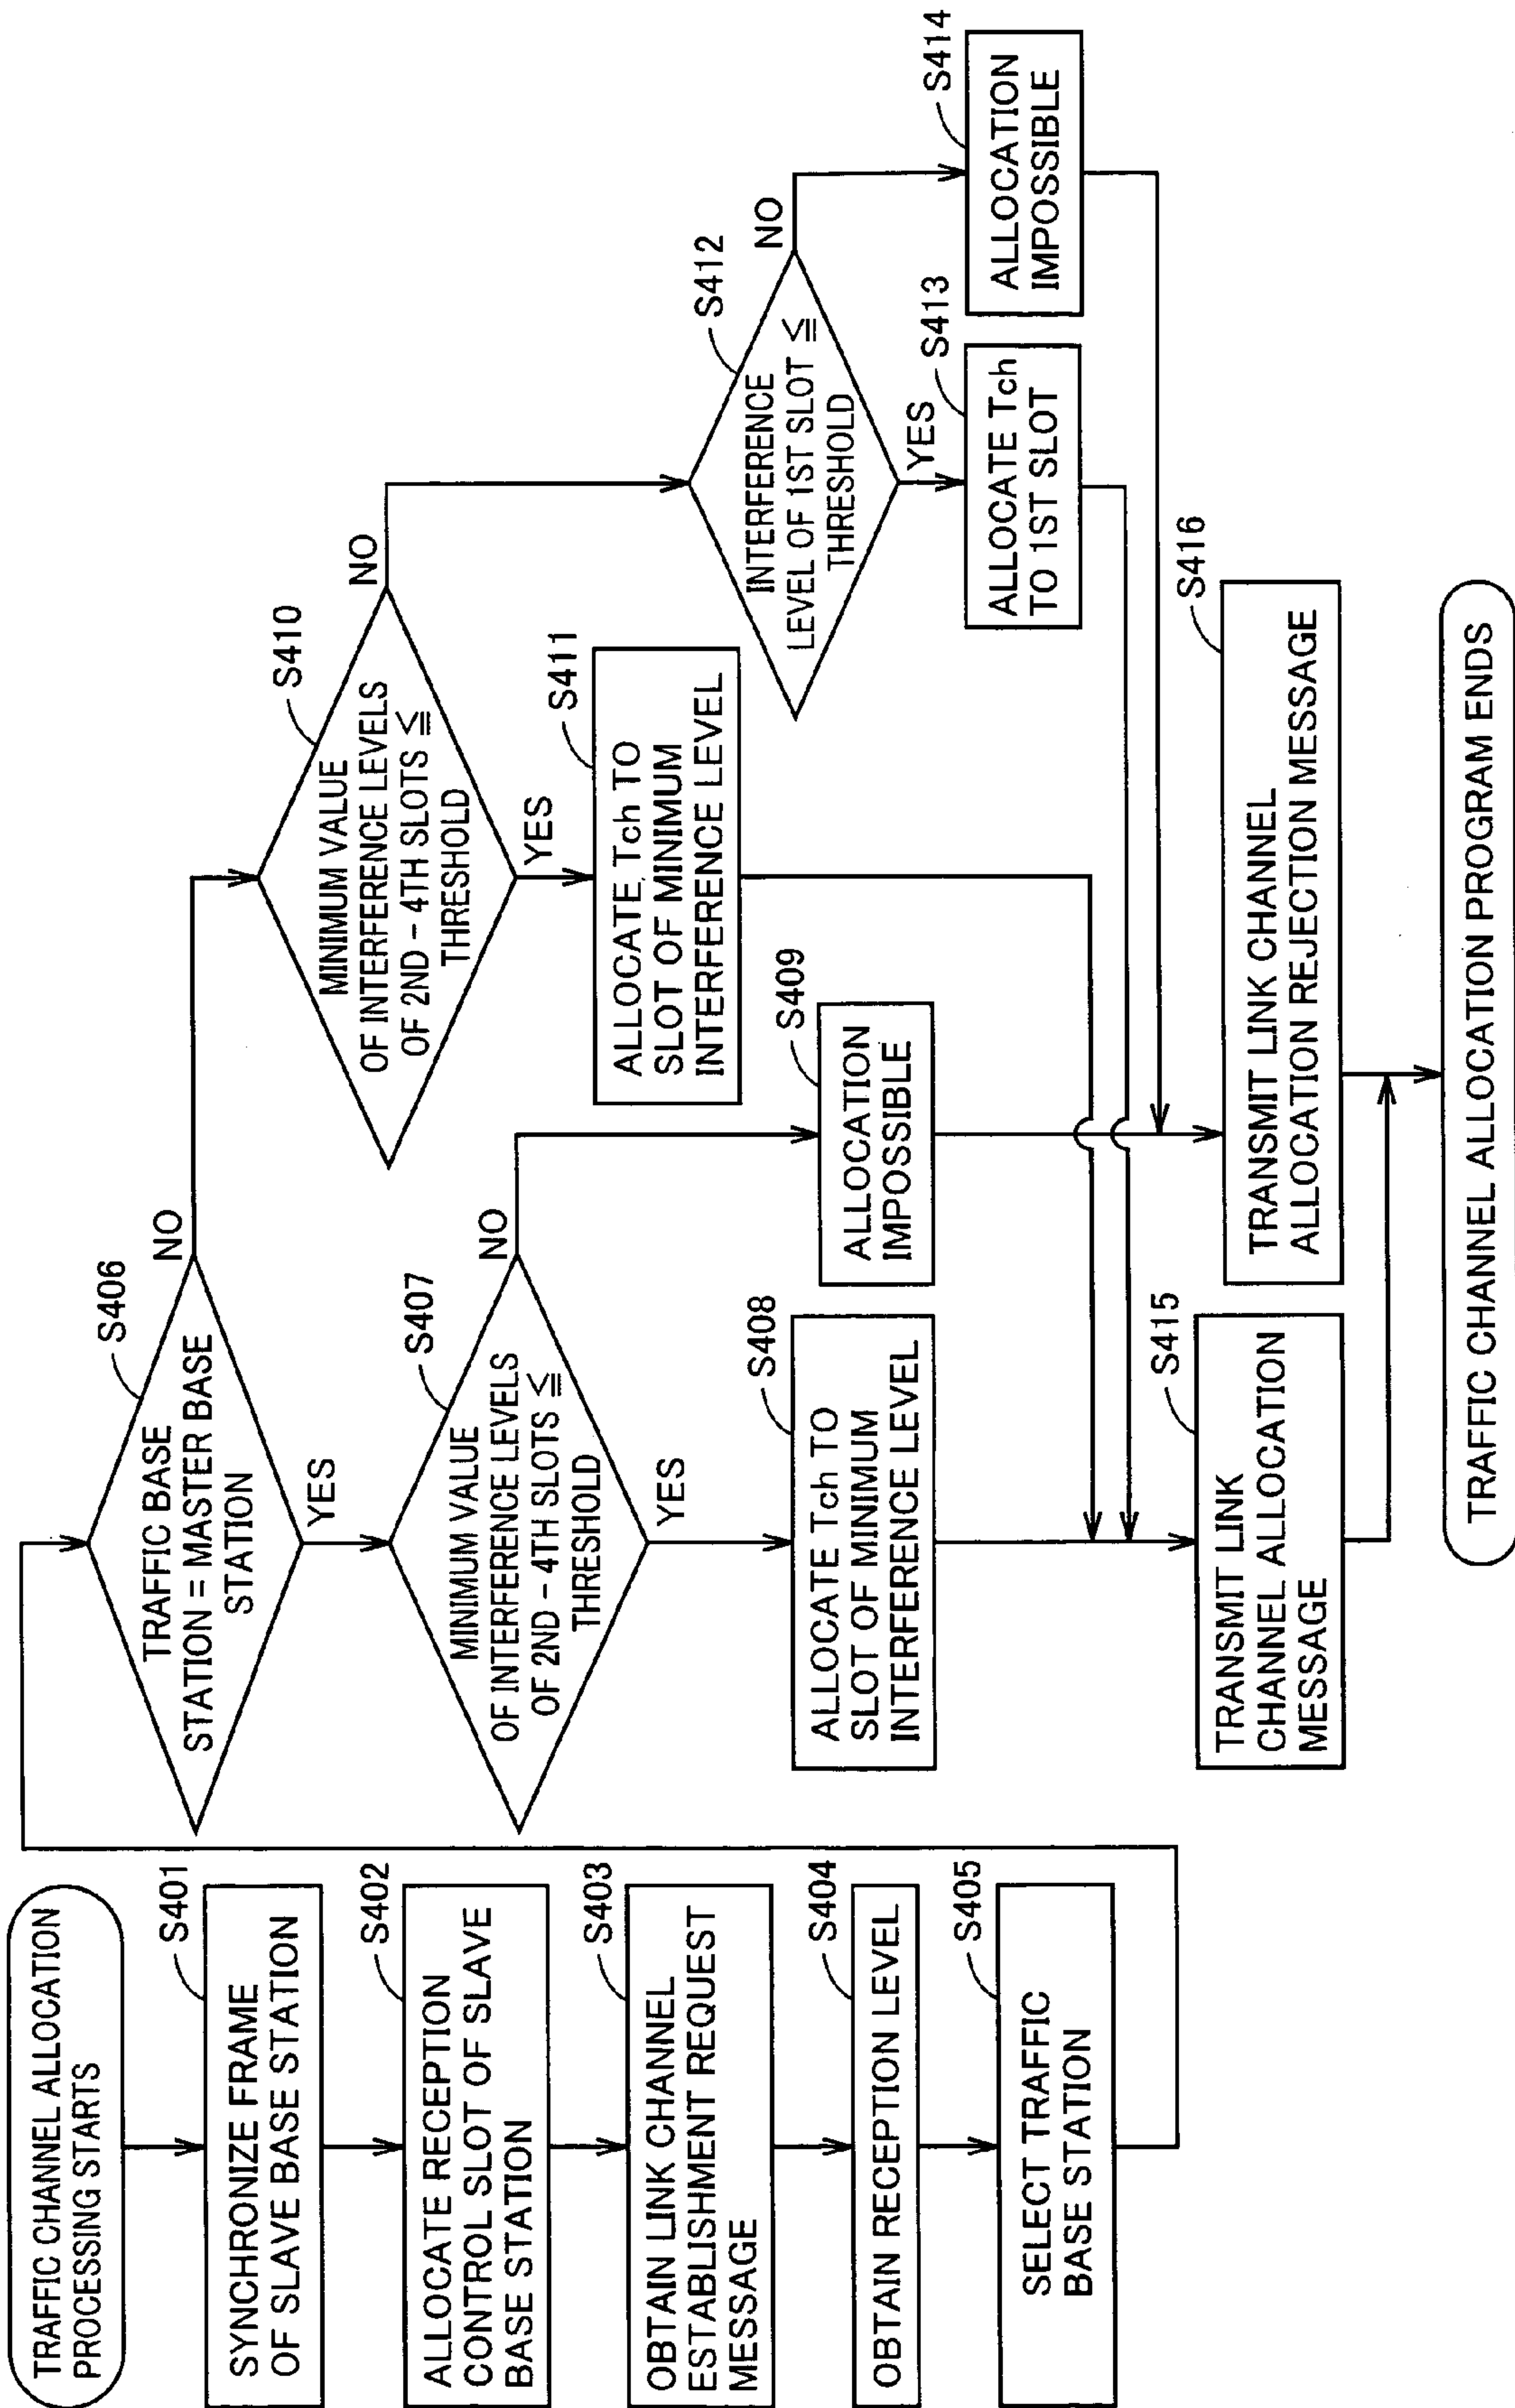 TRAFFIC CHANNEL ALLOCATION
PROCESSING STARTS
S401
SYNCHRONIZE FRAME
OF SLAVE BASE STATION
S402
ALLOCATE RECEPTION
CONTROL SLOT OF SLAVE
BASE STATION
S403
OBTAIN LINK CHANNEL
ESTABLISHMENT REQUEST
MESSAGE
S404
OBTAIN RECEPTION LEVEL
S405
SELECT TRAFFIC
BASE STATION
S406
TRAFFIC BASE
STATION = MASTER BASE
STATION
NO
YES
S407
MINIMUM VALUE
OF INTERFERENCE LEVELS
OF 2ND - 4TH SLOTS ≦
THRESHOLD
NO
YES
S408
ALLOCATE Tch TO
SLOT OF MINIMUM
INTERFERENCE LEVEL
S409
ALLOCATION
IMPOSSIBLE
S410
MINIMUM VALUE
OF INTERFERENCE LEVELS
OF 2ND - 4TH SLOTS ≦
THRESHOLD
NO
YES
S411
ALLOCATE Tch TO
SLOT OF MINIMUM
INTERFERENCE LEVEL
S412
INTERFERENCE
LEVEL OF 1ST SLOT ≦
THRESHOLD
NO
YES
S413
ALLOCATE Tch
TO 1ST SLOT
S414
ALLOCATION
IMPOSSIBLE
S415
TRANSMIT LINK
CHANNEL ALLOCATION
MESSAGE
S416
TRANSMIT LINK CHANNEL
ALLOCATION REJECTION MESSAGE
TRAFFIC CHANNEL ALLOCATION PROGRAM ENDS